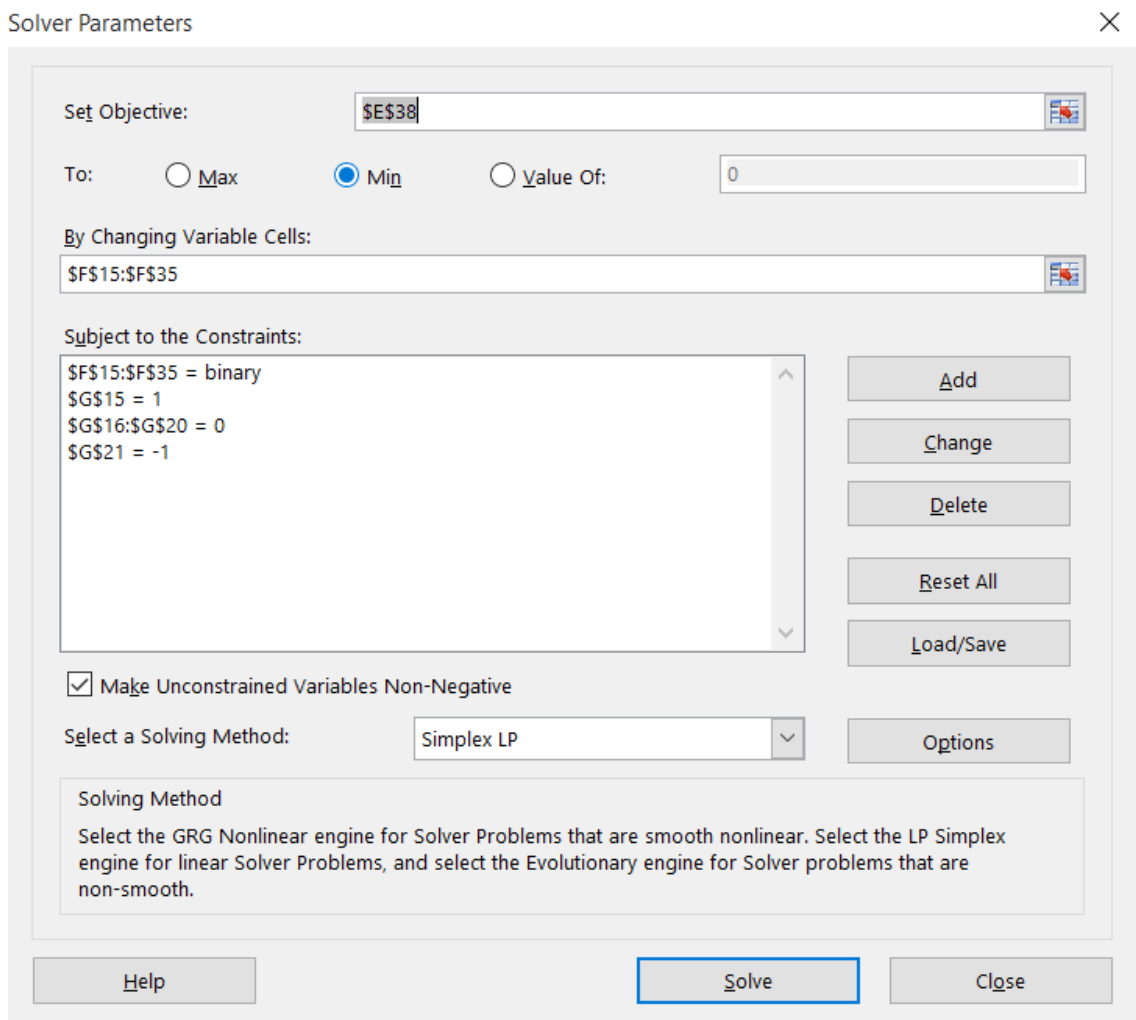 Solver Parameters
Set Objective: $E$38
To: Max Min Value Of: 0
By Changing Variable Cells:
$F$15:$F$35
Subject to the Constraints:
$F$15:$F$35 = binary
$G$15 = 1
$G$16:$G$20 = 0
$G$21 = -1
Add
Change
Delete
Reset All
Load/Save
Make Unconstrained Variables Non-Negative
Select a Solving Method: Simplex LP Options
Solving Method
Select the GRG Nonlinear engine for Solver Problems that are smooth nonlinear. Select the LP Simplex
engine for linear Solver Problems, and select the Evolutionary engine for Solver problems that are
non-smooth.
Help Solve Close